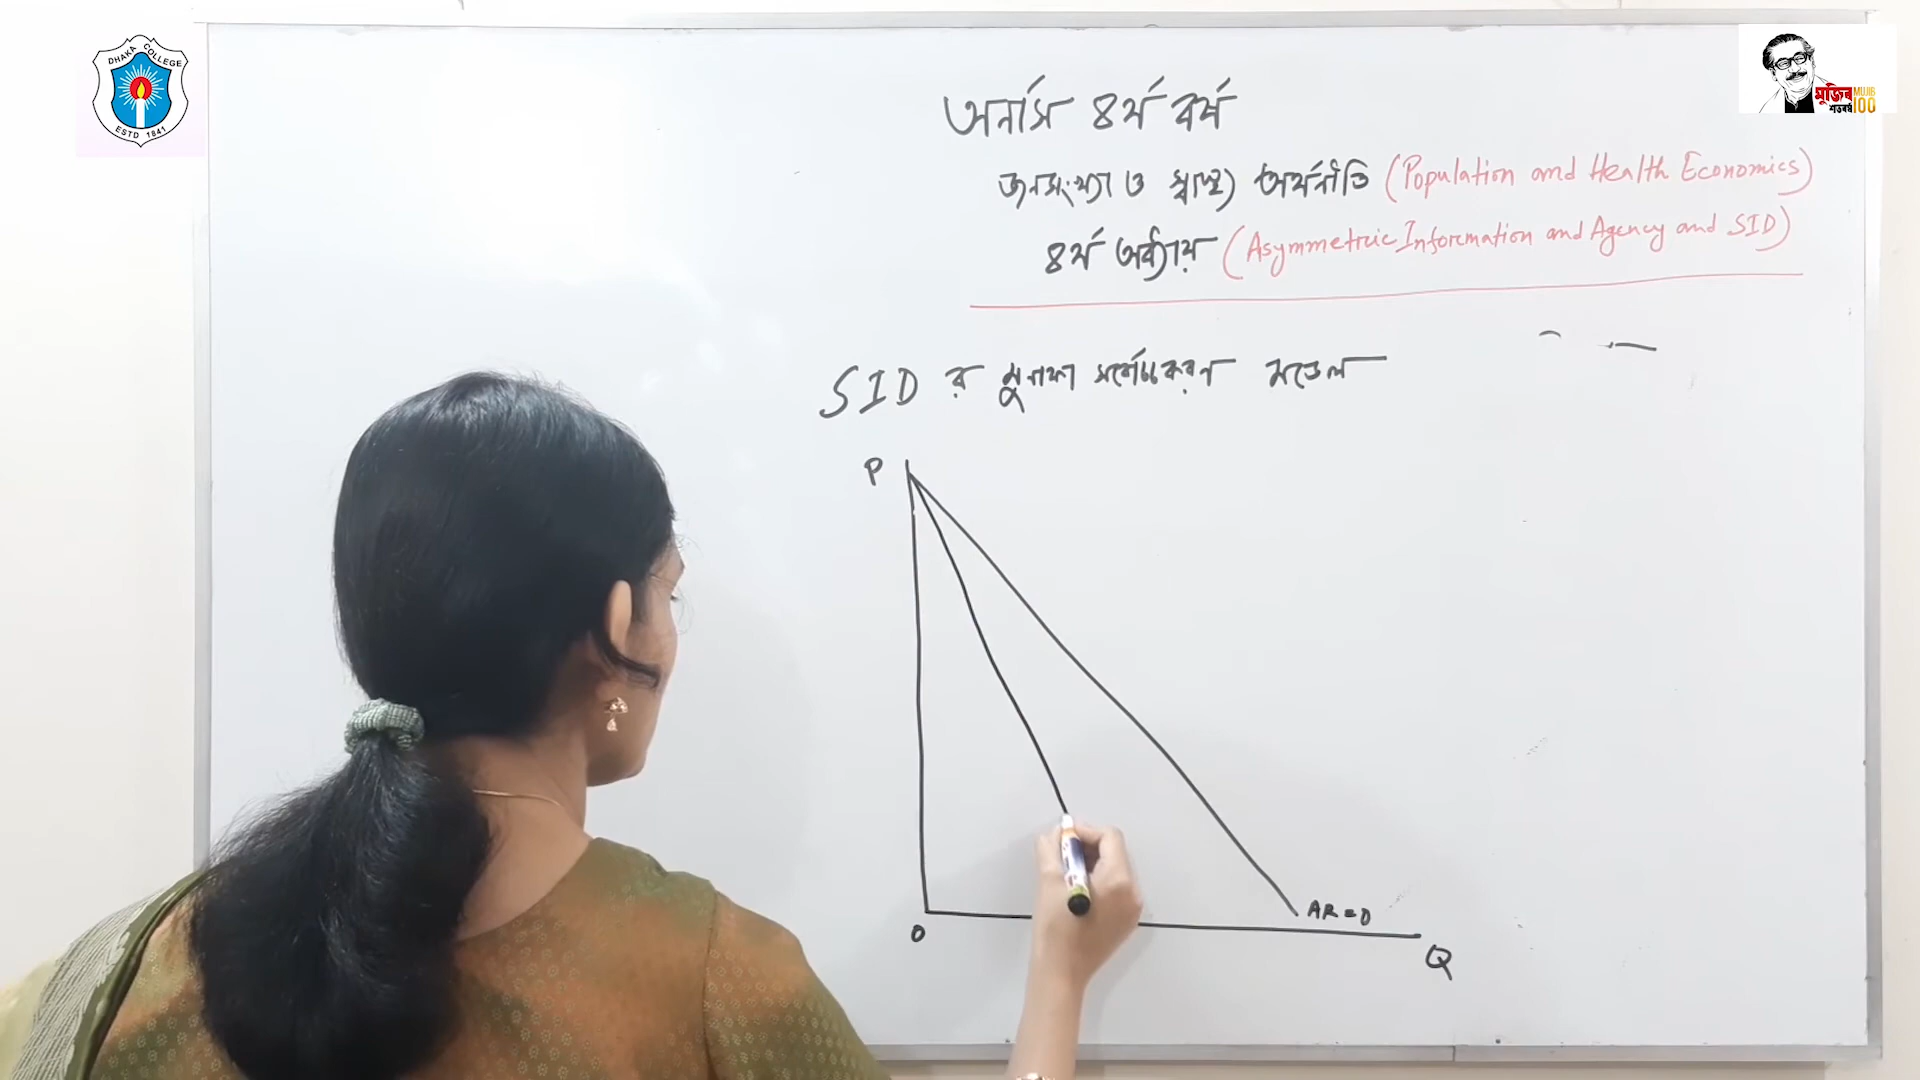 DHAKA COLLEGE
ESTD 1841
মুজিব MUJIB
শতবর্ষ 100
অনার্স ৪র্থ বর্ষ
জনসংখ্যা ও স্বাস্থ্য অর্থনীতি (Population and Health Economics)
৪র্থ অধ্যায় (Asymmetric Information and Agency and SID)
SID র মুনাফা সর্বোচ্চকরণ মডেল
P
AR = D
O
Q